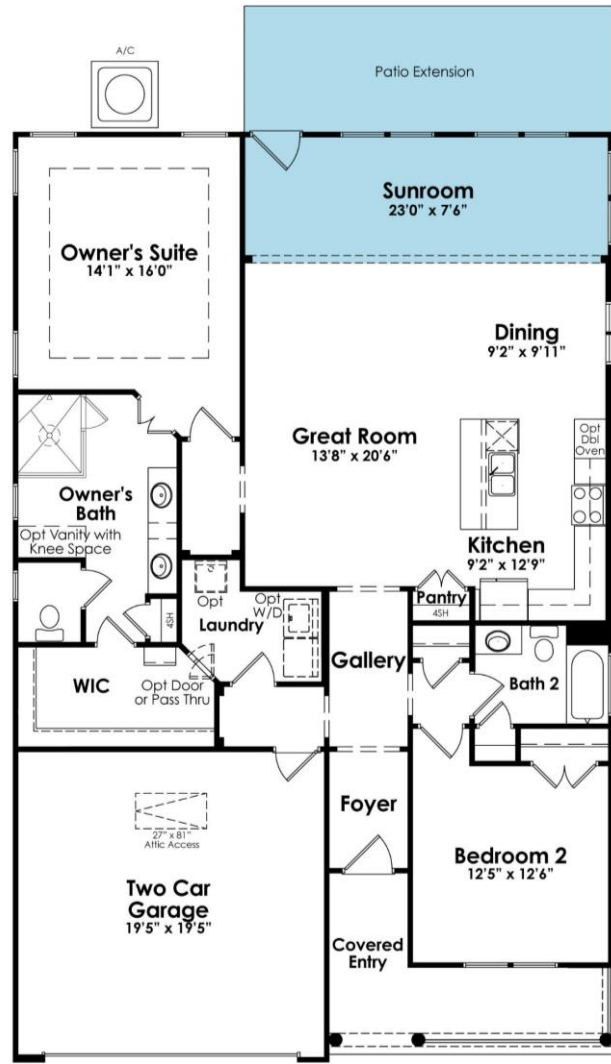 A/C
Patio Extension
Sunroom
23'0" x 7'6"
Owner's Suite
14'1" x 16'0"
Dining
9'2" x 9'11"
Great Room
13'8" x 20'6"
Opt
Dbl
Oven
Owner's
Bath
Opt Vanity with
Knee Space
Kitchen
9'2" x 12'9"
Opt
Opt
W/D
Laundry
Pantry
4SH
4SH
Gallery
Bath 2
WIC
Opt Door
or Pass Thru
Foyer
27" x 81"
Attic Access
Bedroom 2
12'5" x 12'6"
Two Car
Garage
19'5" x 19'5"
Covered
Entry